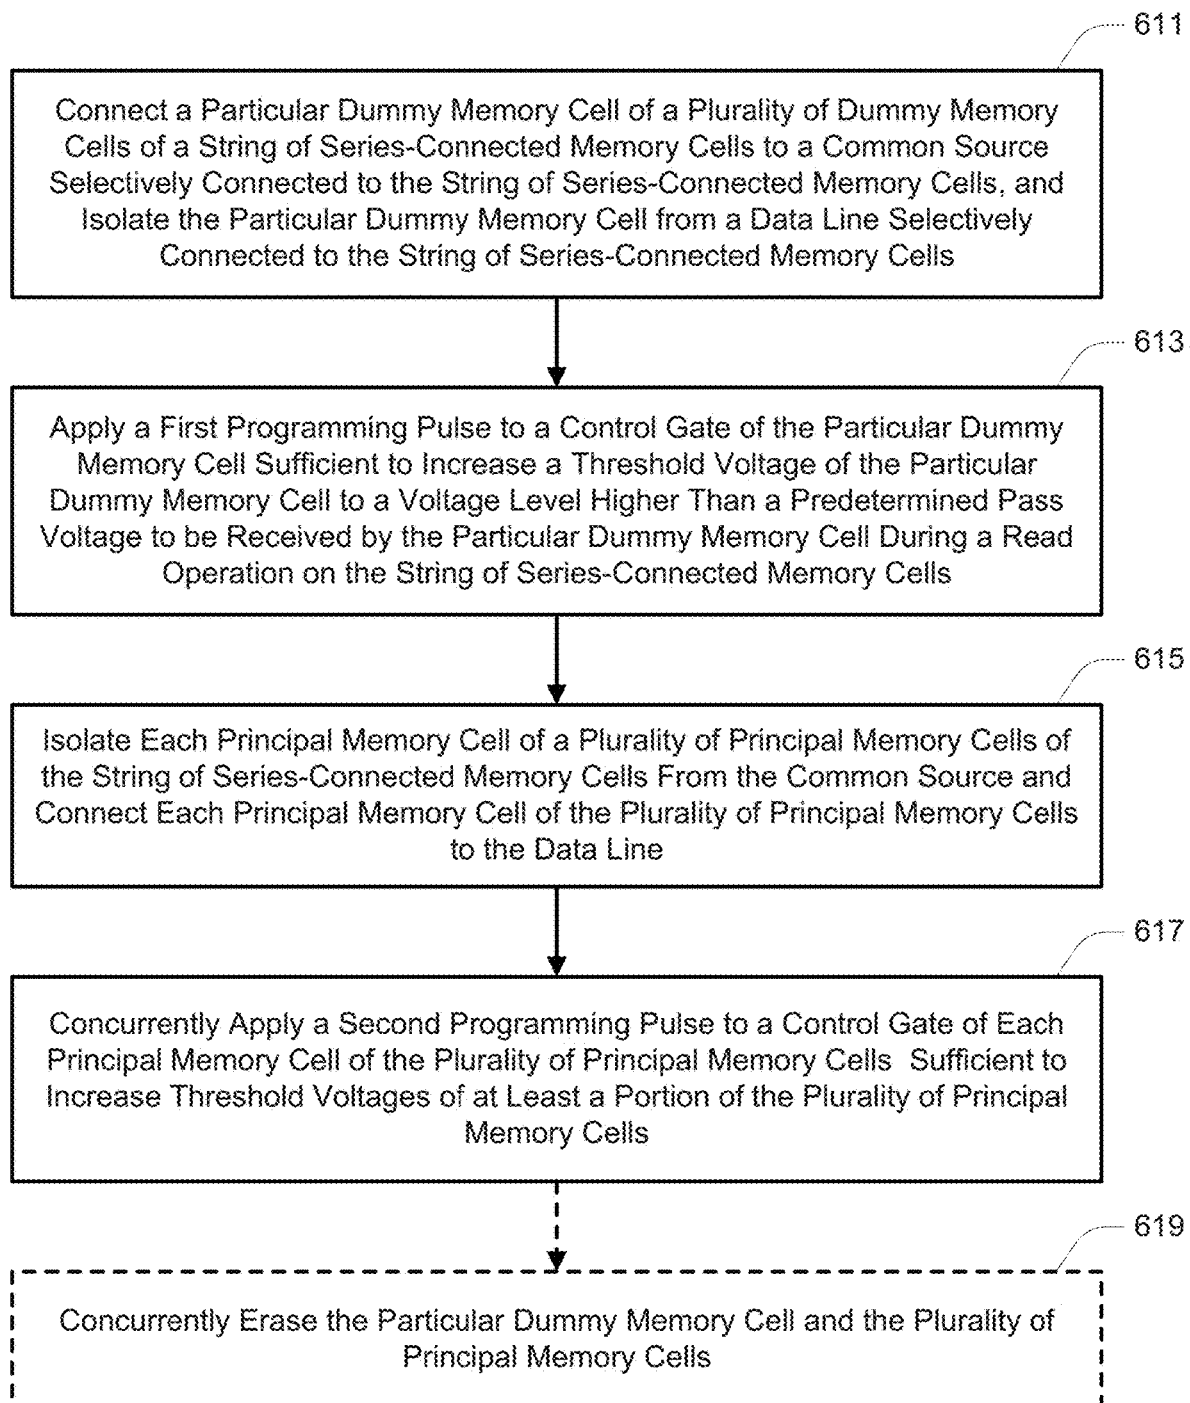 611
Connect a Particular Dummy Memory Cell of a Plurality of Dummy Memory
Cells of a String of Series-Connected Memory Cells to a Common Source
Selectively Connected to the String of Series-Connected Memory Cells, and
Isolate the Particular Dummy Memory Cell from a Data Line Selectively
Connected to the String of Series-Connected Memory Cells
613
Apply a First Programming Pulse to a Control Gate of the Particular Dummy
Memory Cell Sufficient to Increase a Threshold Voltage of the Particular
Dummy Memory Cell to a Voltage Level Higher Than a Predetermined Pass
Voltage to be Received by the Particular Dummy Memory Cell During a Read
Operation on the String of Series-Connected Memory Cells
615
Isolate Each Principal Memory Cell of a Plurality of Principal Memory Cells of
the String of Series-Connected Memory Cells From the Common Source and
Connect Each Principal Memory Cell of the Plurality of Principal Memory Cells
to the Data Line
617
Concurrently Apply a Second Programming Pulse to a Control Gate of Each
Principal Memory Cell of the Plurality of Principal Memory Cells Sufficient to
Increase Threshold Voltages of at Least a Portion of the Plurality of Principal
Memory Cells
619
Concurrently Erase the Particular Dummy Memory Cell and the Plurality of
Principal Memory Cells